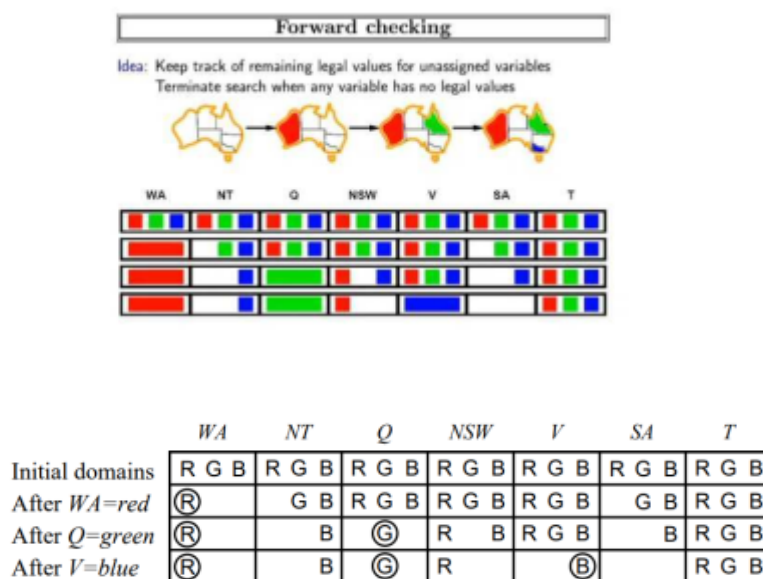 Forward checking
Idea: Keep track of remaining legal values for unassigned variables
Terminate search when any variable has no legal values
WA NT Q NSW V SA T
WA NT Q NSW V SA T
Initial domains R G B R G B R G B R G B R G B R G B R G B
After WA=red R G B R G B R G B R G B G B R G B
After Q=green R B G R B R G B B R G B
After V=blue R B G R B R G B